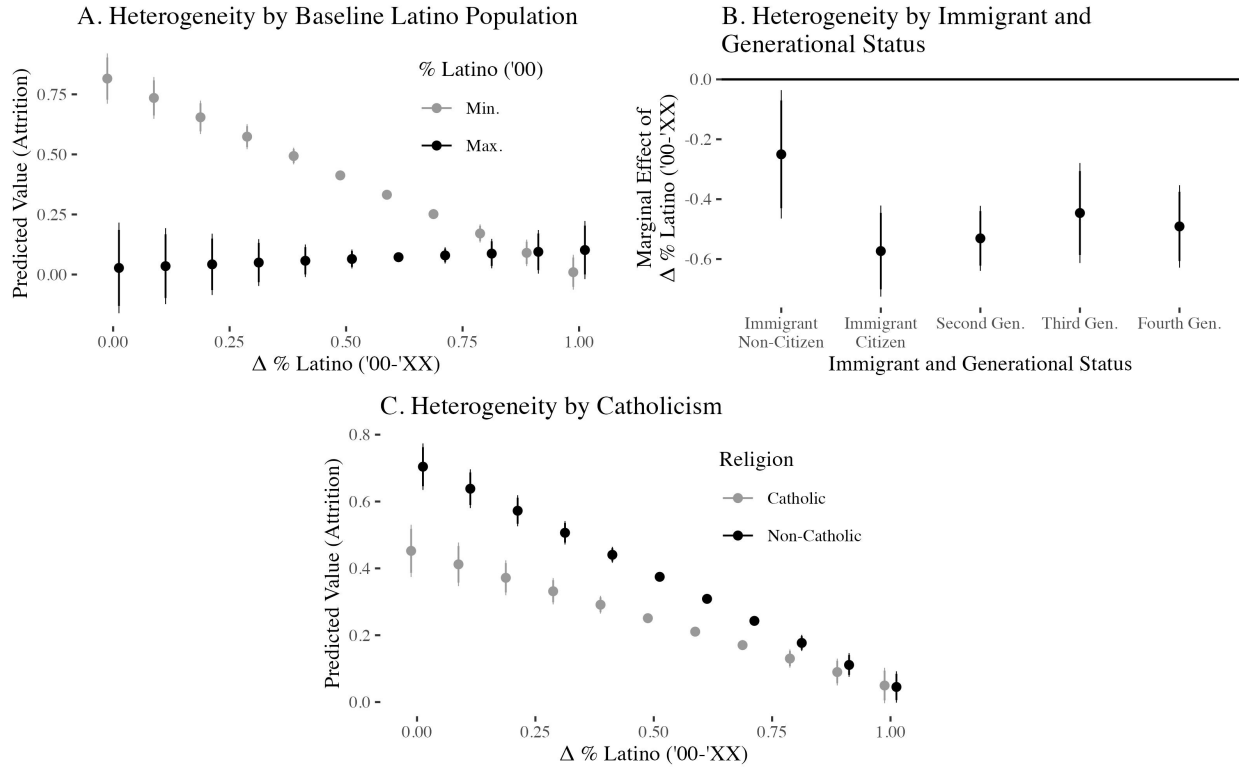 A. Heterogeneity by Baseline Latino Population
Predicted Value (Attrition)
0.75
0.50
0.25
0.00
% Latino ('00)
Min.
Max.
0.00 0.25 0.50 0.75 1.00
Δ % Latino ('00-'XX)
B. Heterogeneity by Immigrant and
Generational Status
Marginal Effect of
Δ % Latino ('00-'XX)
0.0
-0.2
-0.4
-0.6
Immigrant Immigrant Second Gen. Third Gen. Fourth Gen.
Non-Citizen Citizen
Immigrant and Generational Status
C. Heterogeneity by Catholicism
Predicted Value (Attrition)
0.8
0.6
0.4
0.2
0.0
Religion
Catholic
Non-Catholic
0.00 0.25 0.50 0.75 1.00
Δ % Latino ('00-'XX)